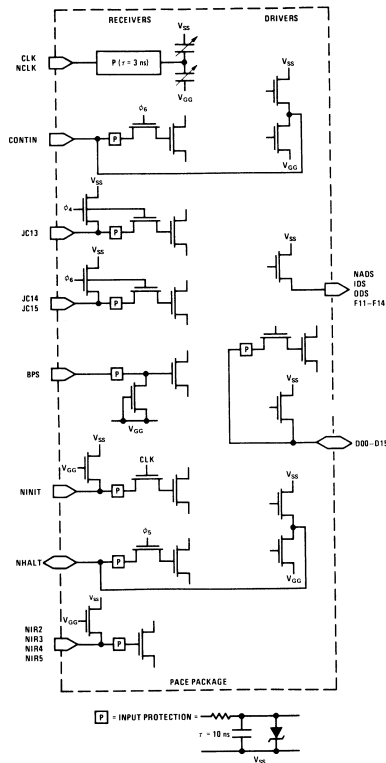 RECEIVERS
DRIVERS
VSS
CLK
NCLK
P (τ = 3 ns)
VGG
VSS
CONTIN
P
ϕ6
VGG
VSS
ϕ4
JC13
P
VSS
ϕ6
JC14
JC15
P
VSS
NADS
IDS
ODS
F11–F14
BPS
P
VGG
P
VSS
D00–D15
VSS
VGG
CLK
NINIT
P
VSS
ϕ5
NHALT
P
VGG
VSS
VGG
NIR2
NIR3
NIR4
NIR5
P
PACE PACKAGE
P = INPUT PROTECTION =
τ = 10 ns